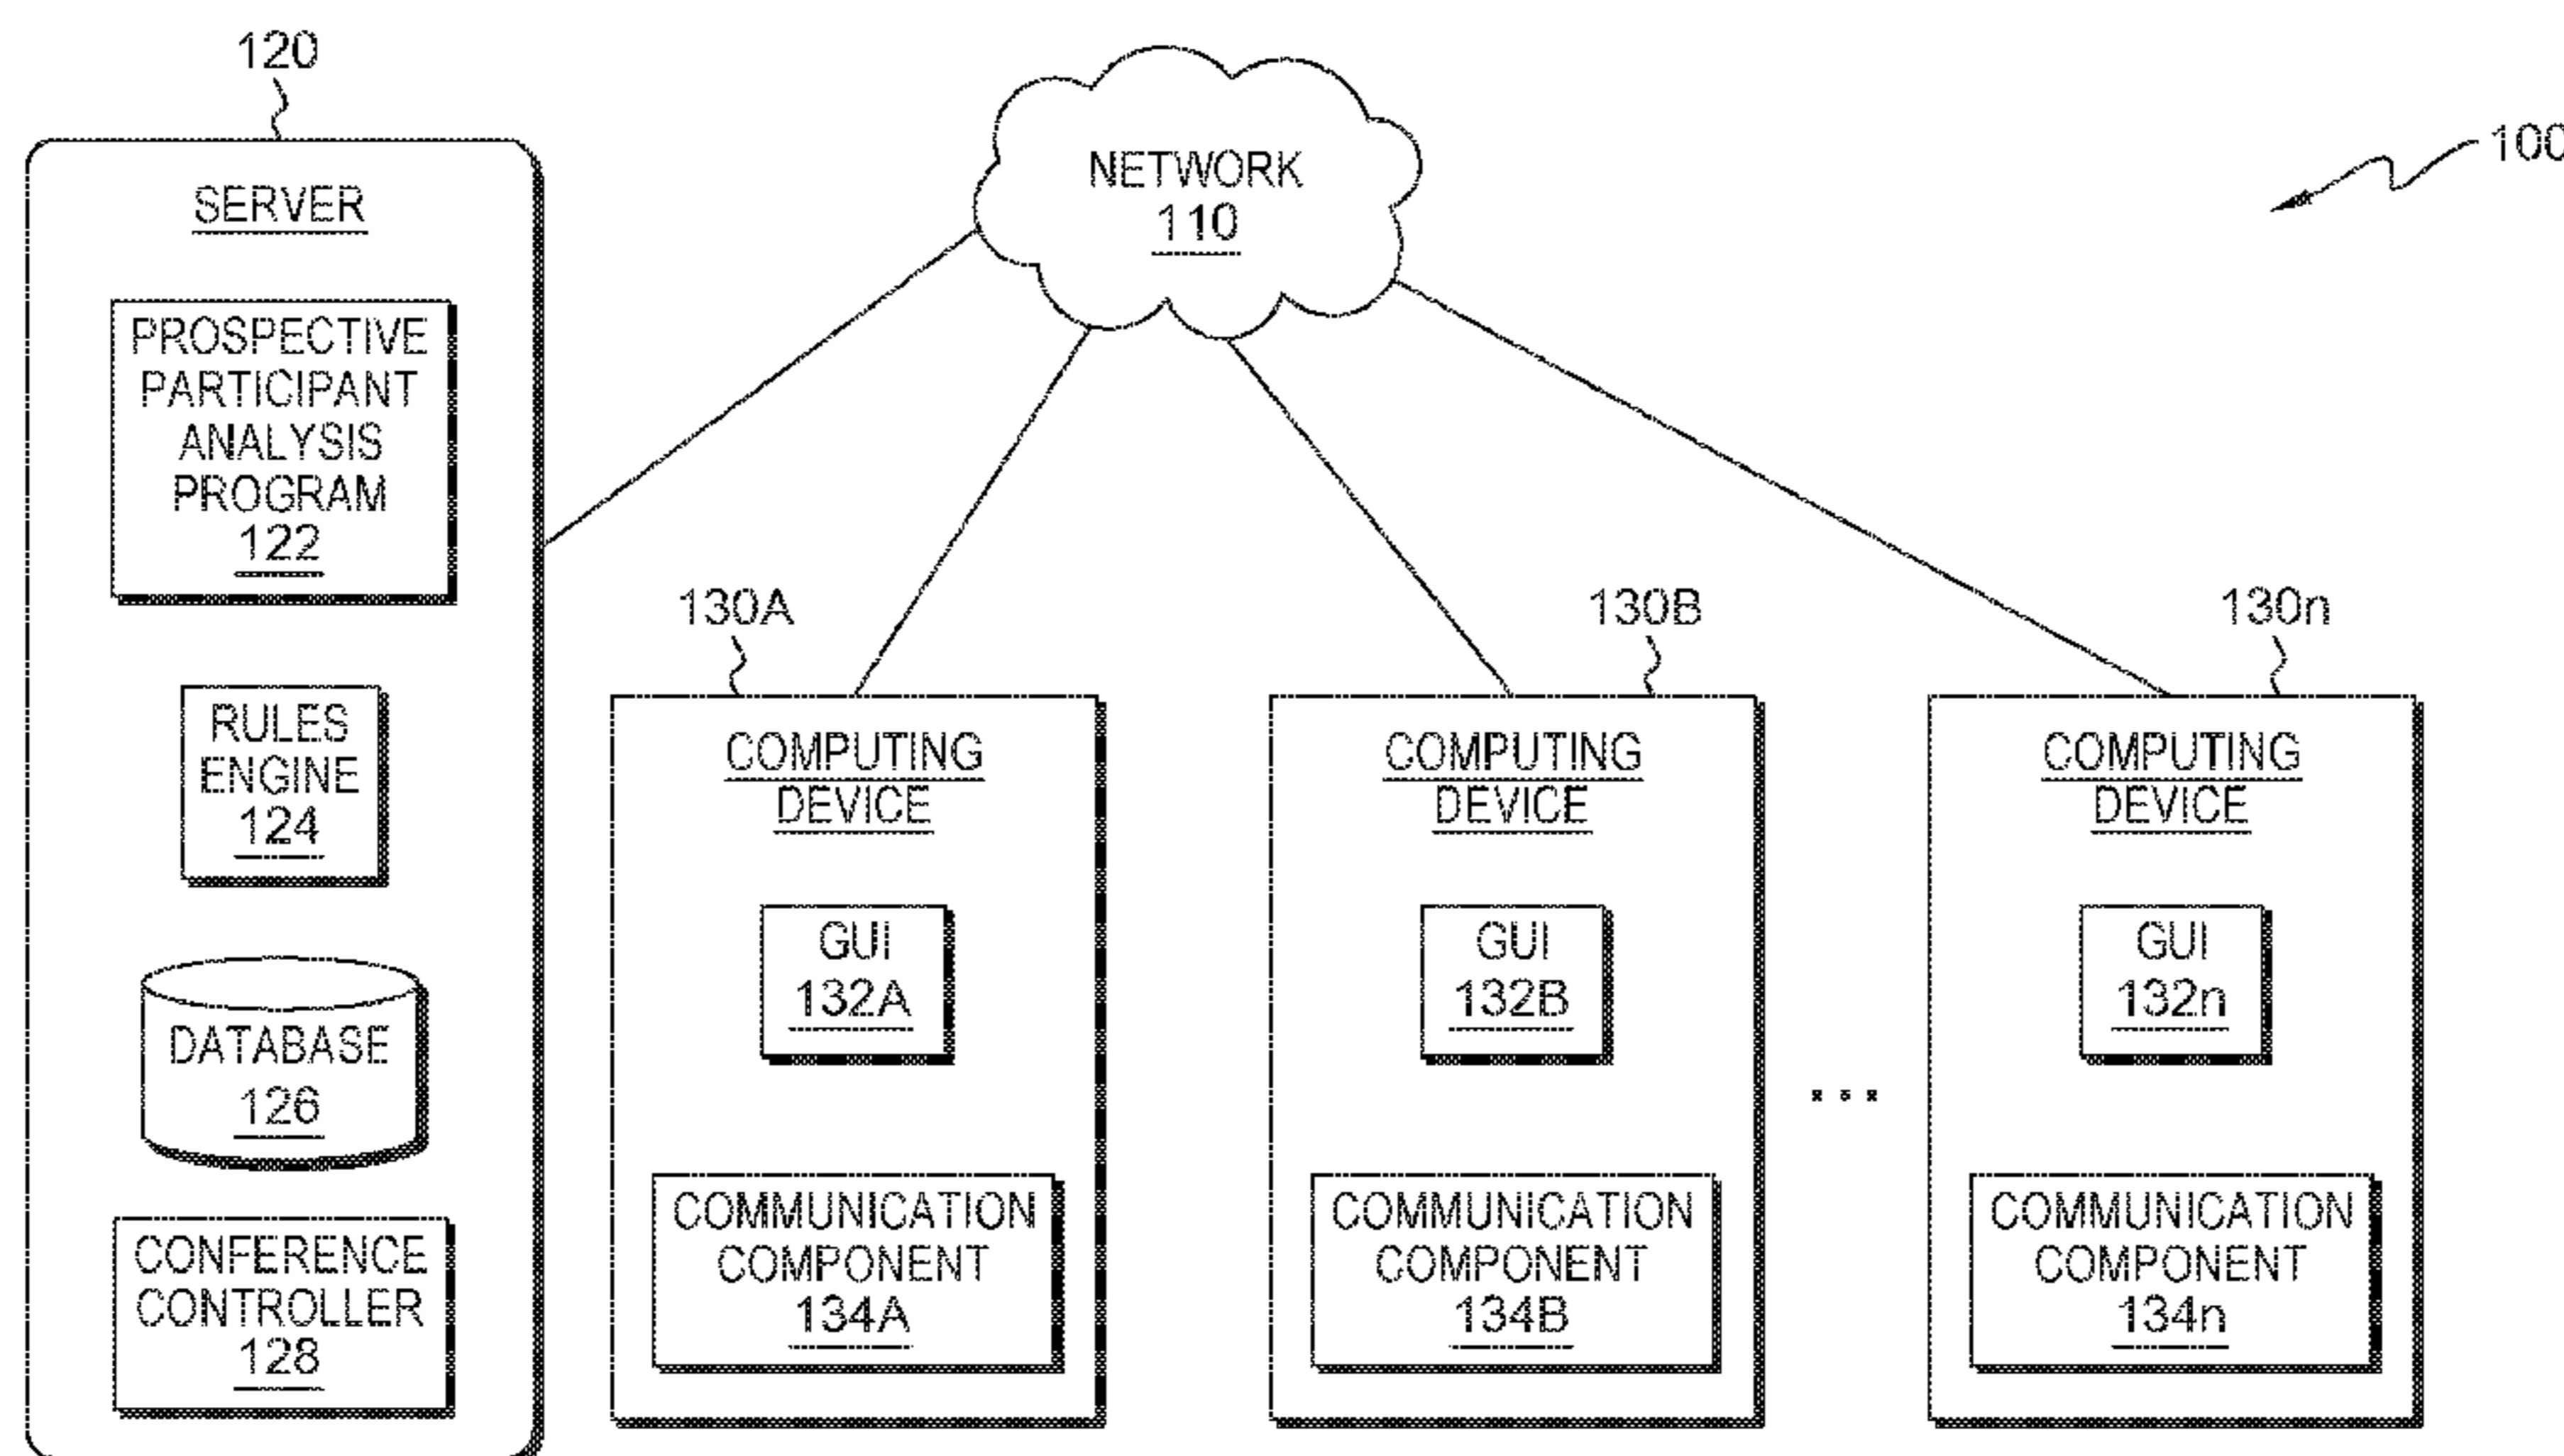 120
SERVER
PROSPECTIVE
PARTICIPANT
ANALYSIS
PROGRAM
122
RULES
ENGINE
124
DATABASE
126
CONFERENCE
CONTROLLER
128
NETWORK
110
100
130A
COMPUTING
DEVICE
GUI
132A
COMMUNICATION
COMPONENT
134A
130B
COMPUTING
DEVICE
GUI
132B
COMMUNICATION
COMPONENT
134B
...
130n
COMPUTING
DEVICE
GUI
132n
COMMUNICATION
COMPONENT
134n